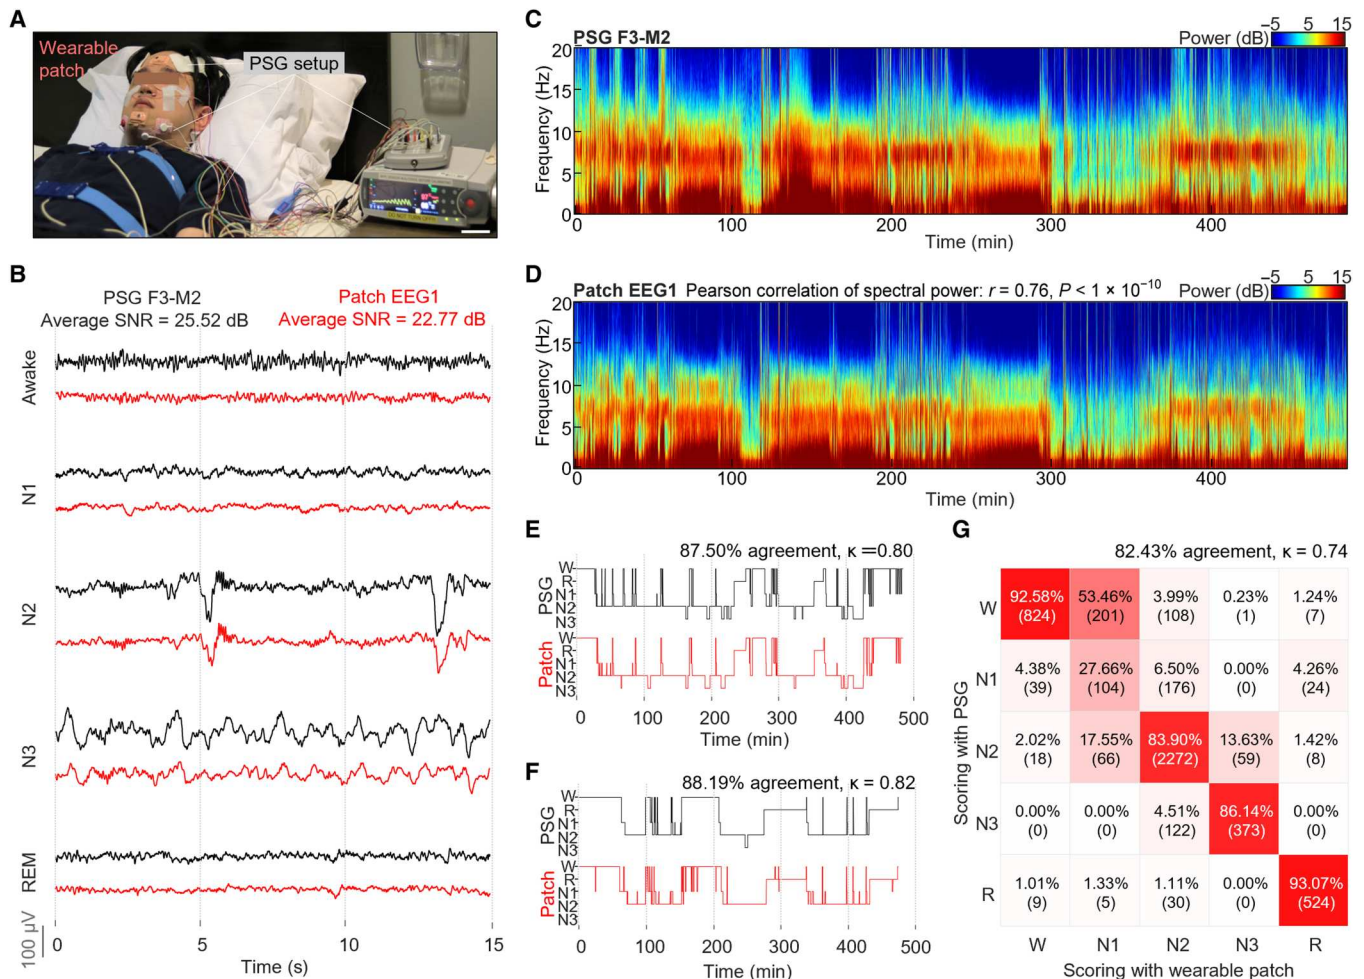 A
Wearable
patch
PSG setup
B
PSG F3-M2
Average SNR = 25.52 dB
Patch EEG1
Average SNR = 22.77 dB
Awake
N1
N2
N3
REM
100 µV
0 5 10 15
Time (s)
C
PSG F3-M2
Power (dB)
–5 5 15
Frequency (Hz)
20
15
10
5
0
100 200 300 400
Time (min)
D
Patch EEG1 Pearson correlation of spectral power: r = 0.76, P < 1 × 10⁻¹⁰
Power (dB)
–5 5 15
Frequency (Hz)
20
15
10
5
0
100 200 300 400
Time (min)
E
87.50% agreement, κ =0.80
PSG
W
R
N1
N2
N3
Patch
W
R
N1
N2
N3
0 100 200 300 400 500
Time (min)
F
88.19% agreement, κ = 0.82
PSG
W
R
N1
N2
N3
Patch
W
R
N1
N2
N3
0 100 200 300 400 500
Time (min)
G
82.43% agreement, κ = 0.74
Scoring with PSG
W
92.58% 53.46% 3.99% 0.23% 1.24%
(824) (201) (108) (1) (7)
N1
4.38% 27.66% 6.50% 0.00% 4.26%
(39) (104) (176) (0) (24)
N2
2.02% 17.55% 83.90% 13.63% 1.42%
(18) (66) (2272) (59) (8)
N3
0.00% 0.00% 4.51% 86.14% 0.00%
(0) (0) (122) (373) (0)
R
1.01% 1.33% 1.11% 0.00% 93.07%
(9) (5) (30) (0) (524)
W N1 N2 N3 R
Scoring with wearable patch